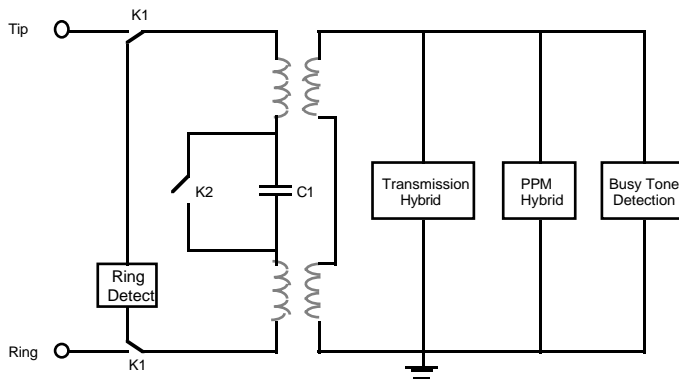 K1
Tip
K2
C1
Transmission
Hybrid
PPM
Hybrid
Busy Tone
Detection
Ring
Detect
Ring
K1